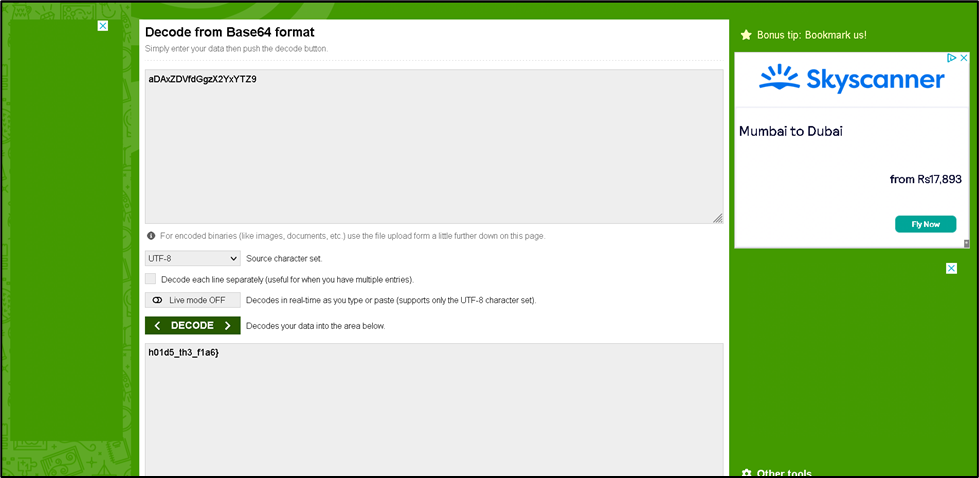 Decode from Base64 format
Simply enter your data then push the decode button.
aDAxZDVfdGgzX2YxYTZ9
For encoded binaries (like images, documents, etc.) use the file upload form a little further down on this page.
UTF-8 Source character set.
Decode each line separately (useful for when you have multiple entries).
Live mode OFF Decodes in real-time as you type or paste (supports only the UTF-8 character set).
< DECODE > Decodes your data into the area below.
h01d5_th3_f1a6}
Bonus tip: Bookmark us!
Skyscanner
Mumbai to Dubai
from Rs17,893
Fly Now
Other tools